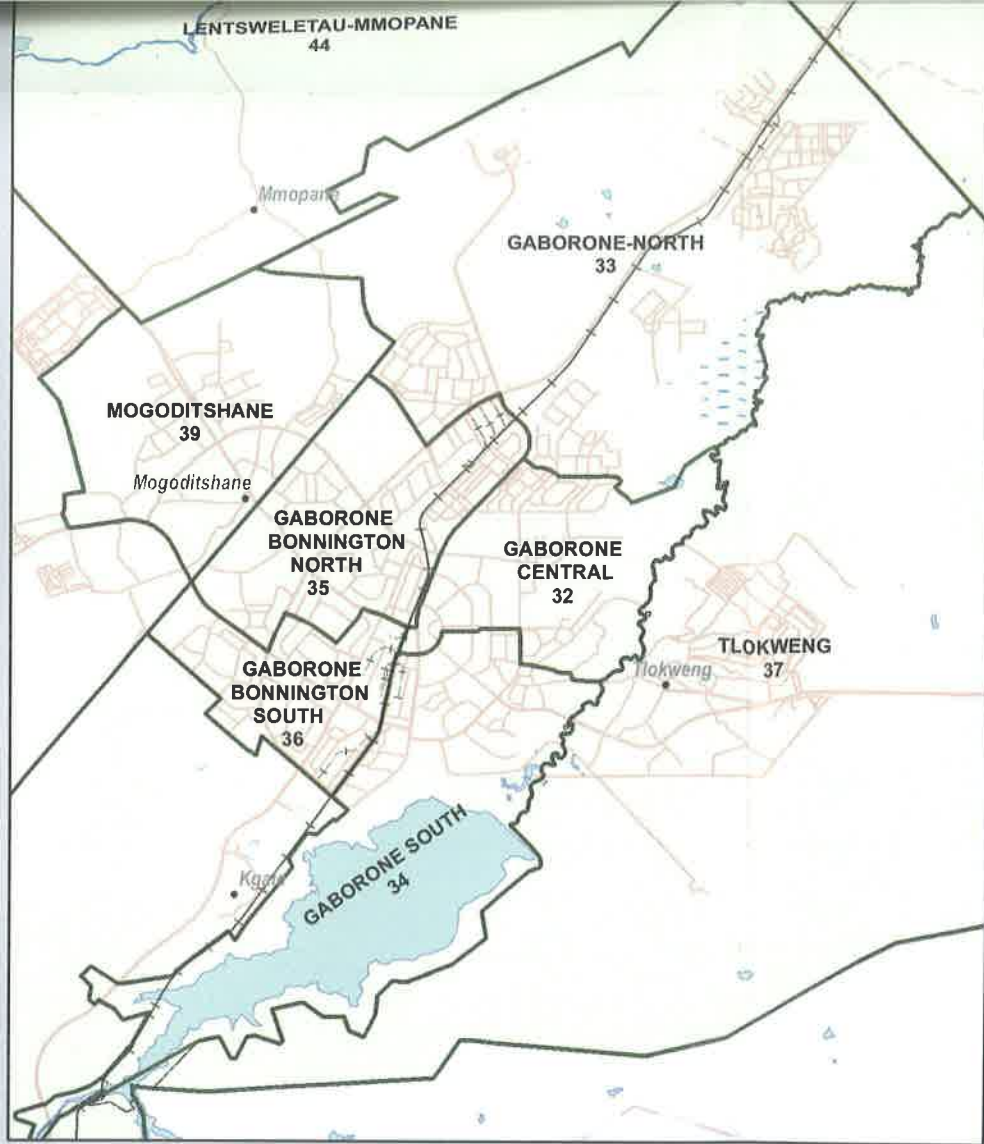 LENTSWELETAU-MMOPANE
44
Mmopane
GABORONE-NORTH
33
MOGODITSHANE
39
Mogoditshane
GABORONE
BONNINGTON
NORTH
35
GABORONE
CENTRAL
32
TLOKWENG
37
Tlokweng
GABORONE
BONNINGTON
SOUTH
36
GABORONE SOUTH
34